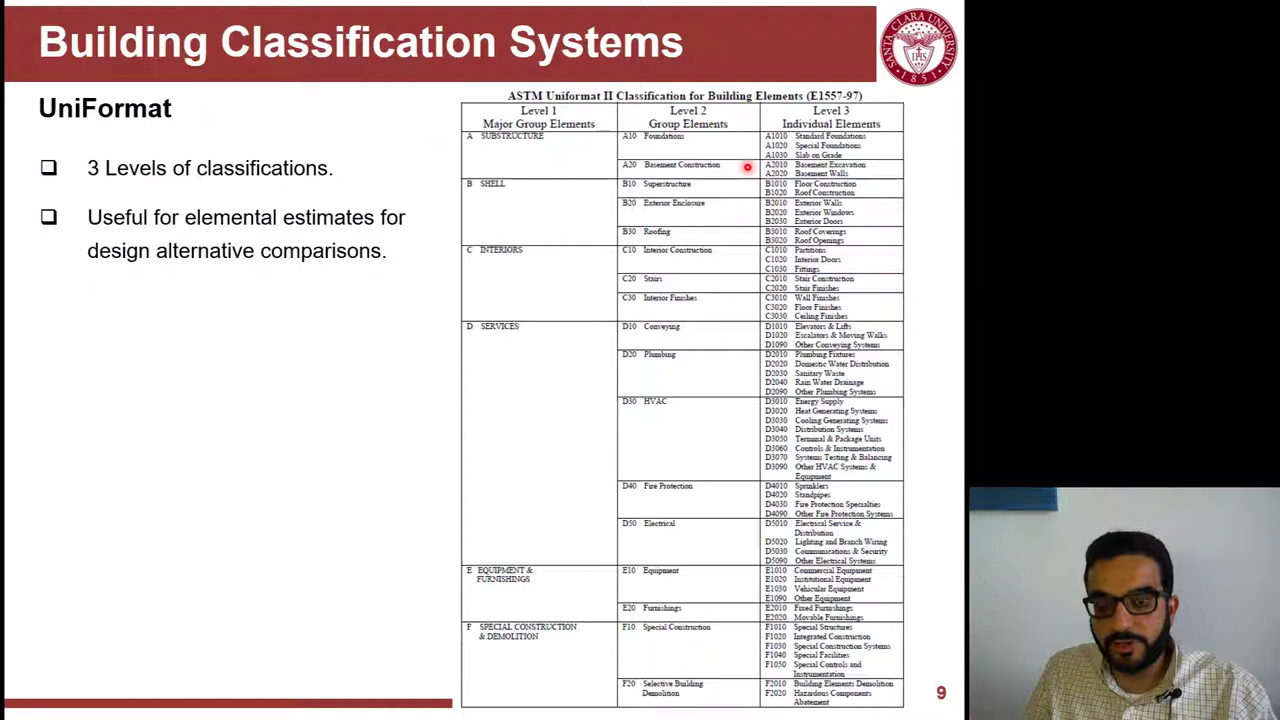 Building Classification Systems
SANTA CLARA UNIVERSITY
IHS
1851
UniFormat
3 Levels of classifications.
Useful for elemental estimates for
design alternative comparisons.
ASTM Uniformat II Classification for Building Elements (E1557-97)
Level 1 Level 2 Level 3
Major Group Elements Group Elements Individual Elements
A SUBSTRUCTURE A10 Foundations A1010 Standard Foundations
A1020 Special Foundations
A1030 Slab on Grade
A20 Basement Construction A2010 Basement Excavation
A2020 Basement Walls
B SHELL B10 Superstructure B1010 Floor Construction
B1020 Roof Construction
B20 Exterior Enclosure B2010 Exterior Walls
B2020 Exterior Windows
B2030 Exterior Doors
B30 Roofing B3010 Roof Coverings
B3020 Roof Openings
C INTERIORS C10 Interior Construction C1010 Partitions
C1020 Interior Doors
C1030 Fittings
C20 Stairs C2010 Stair Construction
C2020 Stair Finishes
C30 Interior Finishes C3010 Wall Finishes
C3020 Floor Finishes
C3030 Ceiling Finishes
D SERVICES D10 Conveying D1010 Elevators & Lifts
D1020 Escalators & Moving Walks
D1090 Other Conveying Systems
D20 Plumbing D2010 Plumbing Fixtures
D2020 Domestic Water Distribution
D2030 Sanitary Waste
D2040 Rain Water Drainage
D2090 Other Plumbing Systems
D30 HVAC D3010 Energy Supply
D3020 Heat Generating Systems
D3030 Cooling Generating Systems
D3040 Distribution Systems
D3050 Terminal & Package Units
D3060 Controls & Instrumentation
D3070 Systems Testing & Balancing
D3090 Other HVAC Systems &
Equipment
D40 Fire Protection D4010 Sprinklers
D4020 Standpipes
D4030 Fire Protection Specialties
D4090 Other Fire Protection Systems
D50 Electrical D5010 Electrical Service &
Distribution
D5020 Lighting and Branch Wiring
D5030 Communications & Security
D5090 Other Electrical Systems
E EQUIPMENT & E10 Equipment E1010 Commercial Equipment
FURNISHINGS E1020 Institutional Equipment
E1030 Vehicular Equipment
E1090 Other Equipment
E20 Furnishings E2010 Fixed Furnishings
E2020 Movable Furnishings
F SPECIAL CONSTRUCTION F10 Special Construction F1010 Special Structures
& DEMOLITION F1020 Integrated Construction
F1030 Special Construction Systems
F1040 Special Facilities
F1050 Special Controls and
Instrumentation
F20 Selective Building F2010 Building Elements Demolition
Demolition F2020 Hazardous Components
Abatement
9